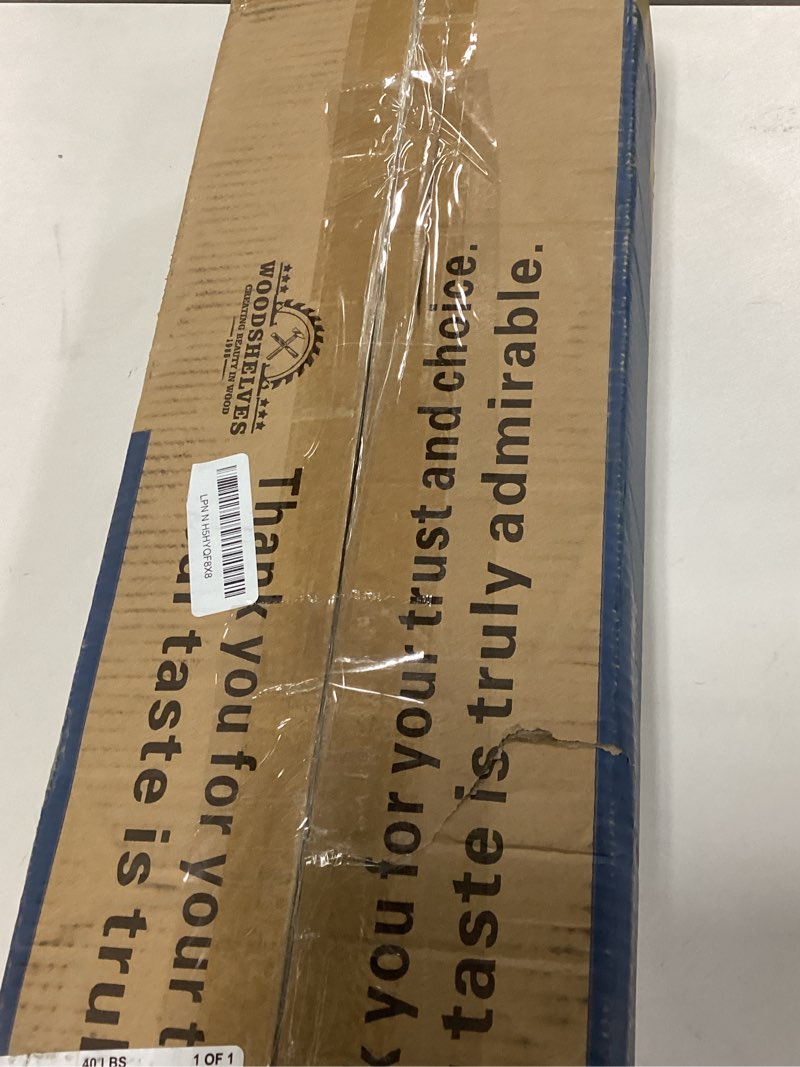 WOODSHELVES
CREATING BEAUTY IN WOOD
LPN N H5HYQF8X8
Thank you for your
taste is
you for your trust and choice.
taste is truly admirable.
40 LBS
1 OF 1